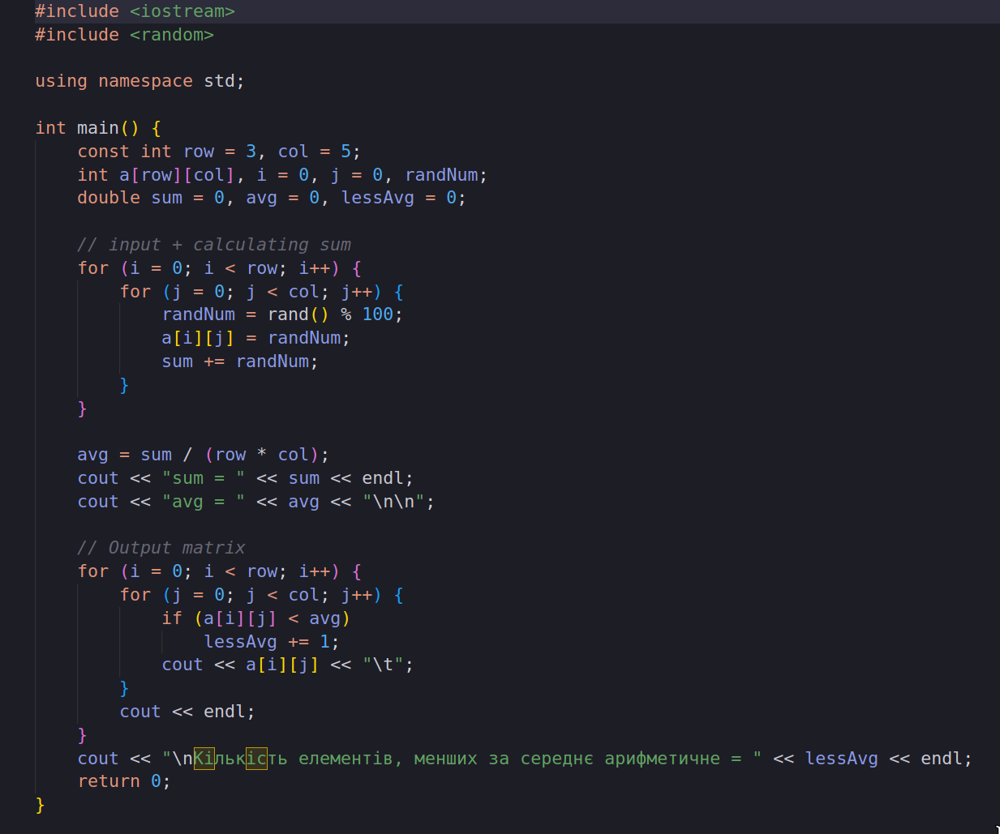 #include <iostream>
#include <random>

using namespace std;

int main() {
    const int row = 3, col = 5;
    int a[row][col], i = 0, j = 0, randNum;
    double sum = 0, avg = 0, lessAvg = 0;

    // input + calculating sum
    for (i = 0; i < row; i++) {
        for (j = 0; j < col; j++) {
            randNum = rand() % 100;
            a[i][j] = randNum;
            sum += randNum;
        }
    }

    avg = sum / (row * col);
    cout << "sum = " << sum << endl;
    cout << "avg = " << avg << "\n\n";

    // Output matrix
    for (i = 0; i < row; i++) {
        for (j = 0; j < col; j++) {
            if (a[i][j] < avg)
                lessAvg += 1;
            cout << a[i][j] << "\t";
        }
        cout << endl;
    }
    cout << "\nКількість елементів, менших за середнє арифметичне = " << lessAvg << endl;
    return 0;
}